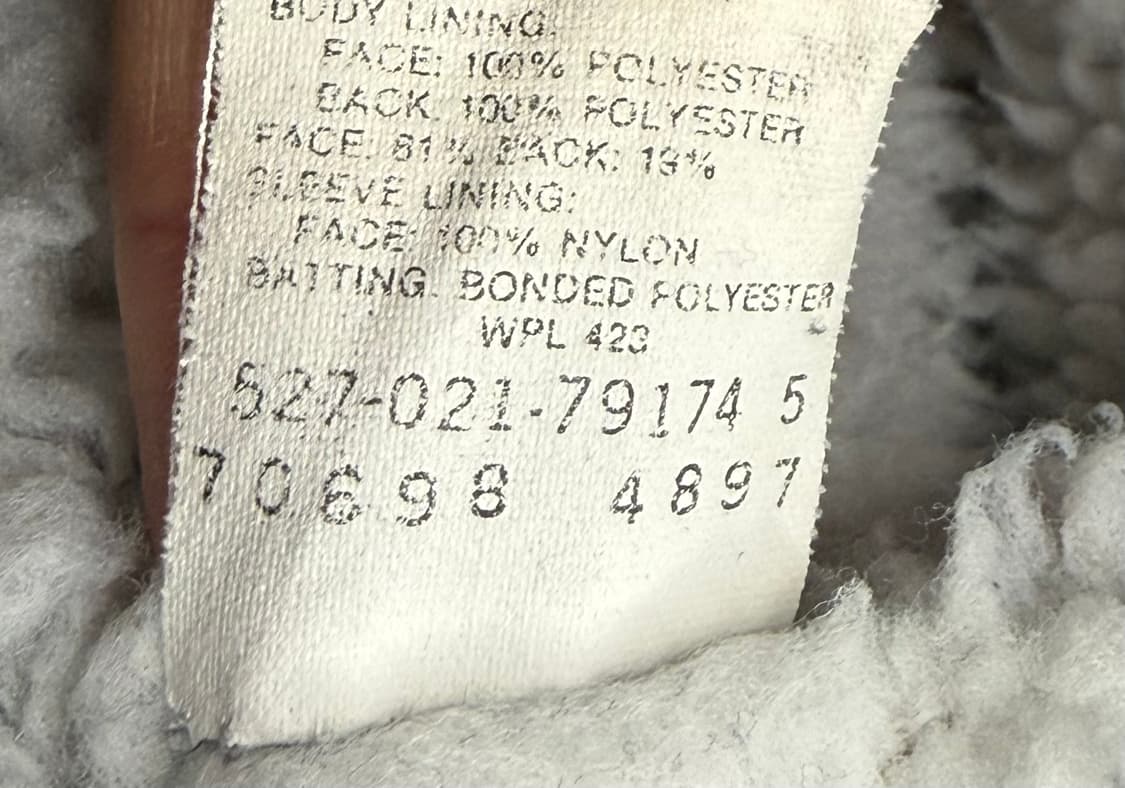 BODY LINING:
FACE: 100% POLYESTER
BACK: 100% POLYESTER
FACE: 81% BACK: 19%
SLEEVE LINING:
FACE: 100% NYLON
BATTING: BONDED POLYESTER
WPL 423
527-021-79174 5
70698 4897